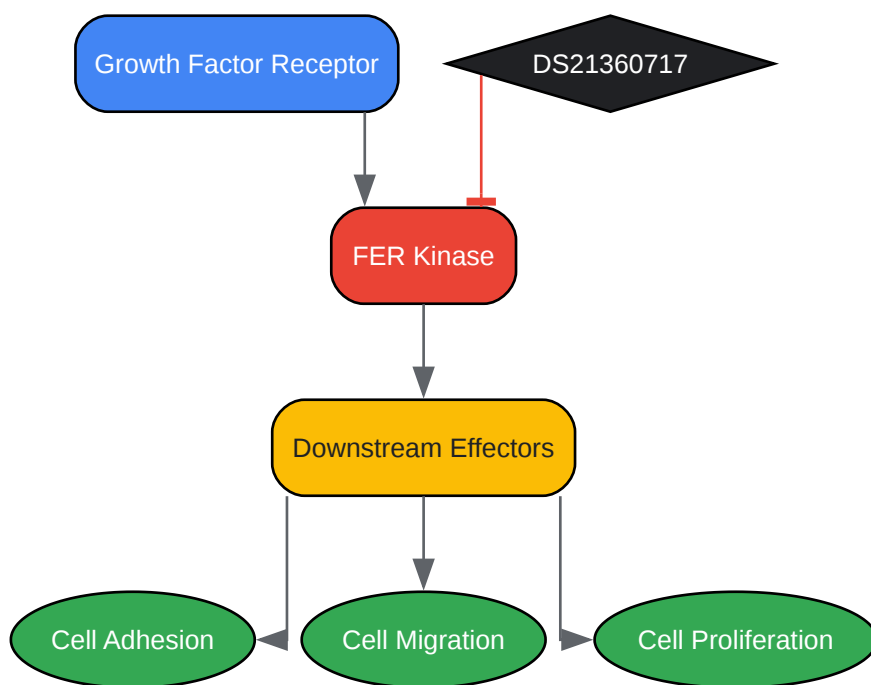 Growth Factor Receptor
DS21360717
FER Kinase
Downstream Effectors
Cell Adhesion
Cell Migration
Cell Proliferation